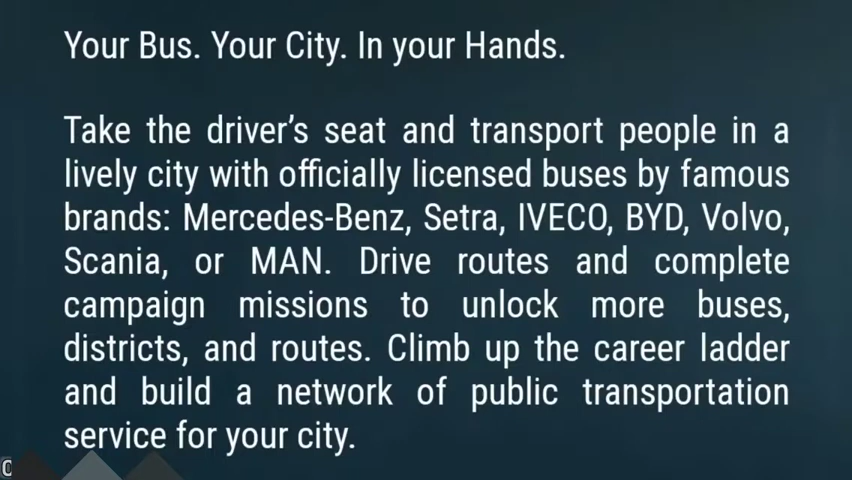 Your Bus. Your City. In your Hands.
Take the driver's seat and transport people in a
lively city with officially licensed buses by famous
brands: Mercedes-Benz, Setra, IVECO, BYD, Volvo,
Scania, or MAN. Drive routes and complete
campaign missions to unlock more buses,
districts, and routes. Climb up the career ladder
and build a network of public transportation
service for your city.